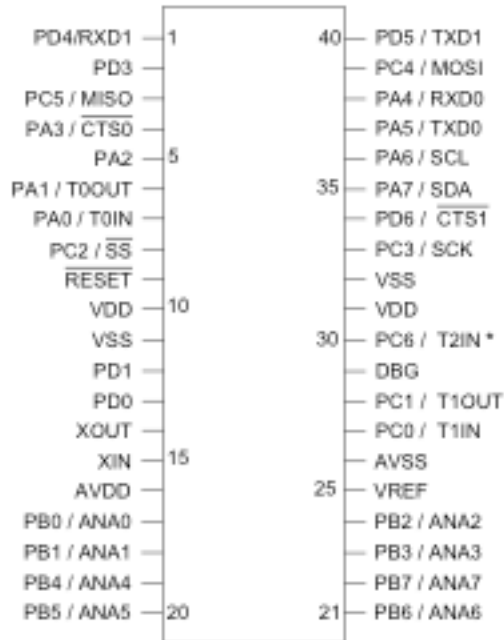 PD4/RXD1 1 40 PD5 / TXD1
PD3 PC4 / MOSI
PC5 / MISO PA4 / RXD0
PA3 / CTS0 PA5 / TXD0
PA2 5 PA6 / SCL
PA1 / T0OUT 35 PA7 / SDA
PA0 / T0IN PD6 / CTS1
PC2 / SS PC3 / SCK
RESET VSS
VDD 10 VDD
VSS 30 PC6 / T2IN *
PD1 DBG
PD0 PC1 / T1OUT
XOUT PC0 / T1IN
XIN 15 AVSS
AVDD 25 VREF
PB0 / ANA0 PB2 / ANA2
PB1 / ANA1 PB3 / ANA3
PB4 / ANA4 PB7 / ANA7
PB5 / ANA5 20 21 PB6 / ANA6